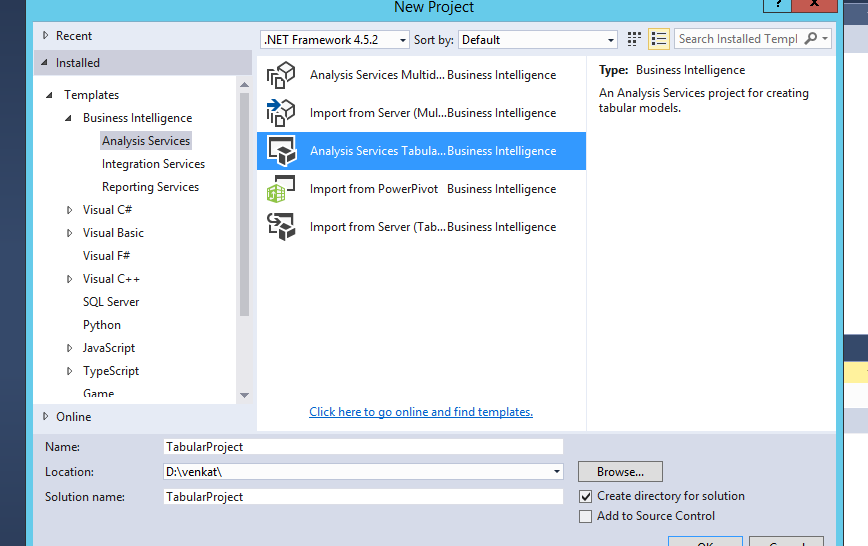 New Project
?
x
Recent
.NET Framework 4.5.2
Sort by:
Default
Search Installed Templ
Installed
Templates
Business Intelligence
Analysis Services
Integration Services
Reporting Services
Visual C#
Visual Basic
Visual F#
Visual C++
SQL Server
Python
JavaScript
TypeScript
Game
Online
Analysis Services Multid... Business Intelligence
Import from Server (Mul... Business Intelligence
Analysis Services Tabula... Business Intelligence
Import from PowerPivot Business Intelligence
Import from Server (Tab... Business Intelligence
Click here to go online and find templates.
Type: Business Intelligence
An Analysis Services project for creating
tabular models.
Name: TabularProject
Location: D:\venkat\
Browse...
Solution name: TabularProject
Create directory for solution
Add to Source Control
OK
Cancel